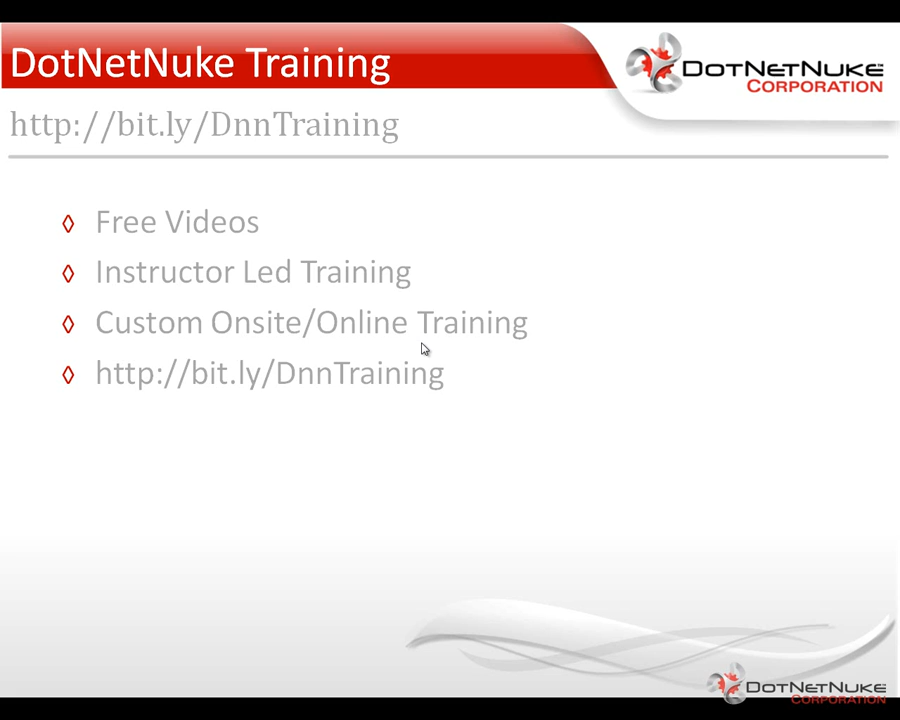 DotNetNuke Training
DOTNETNUKE
CORPORATION
http://bit.ly/DnnTraining
Free Videos
Instructor Led Training
Custom Onsite/Online Training
http://bit.ly/DnnTraining
DOTNETNUKE
CORPORATION